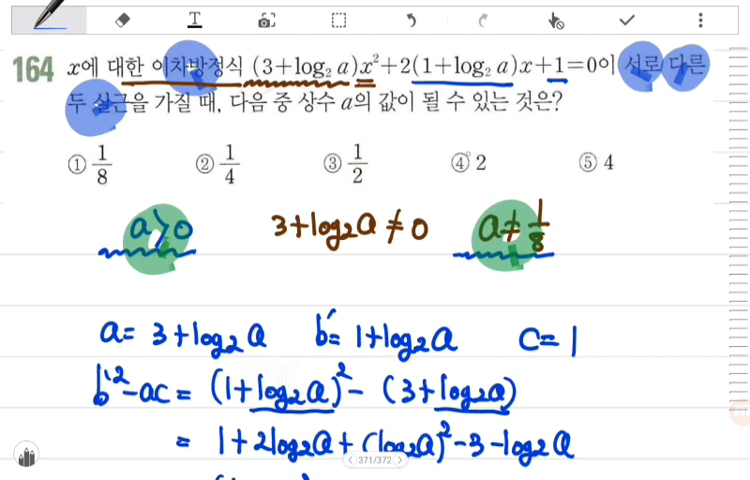 T
164 x에 대한 이차방정식 (3+log₂ a)x²+2(1+log₂ a)x+1=0이 서로 다른
두 실근을 가질 때, 다음 중 상수 a의 값이 될 수 있는 것은?
① 1/8 ② 1/4 ③ 1/2 ④ 2 ⑤ 4
a>0 3+log₂a≠0 a≠1/8
a= 3+log₂a b′= 1+log₂a c=1
b′²-ac = (1+log₂a)²-(3+log₂a)
= 1+2log₂a+(log₂a)²-3-log₂a
371/372